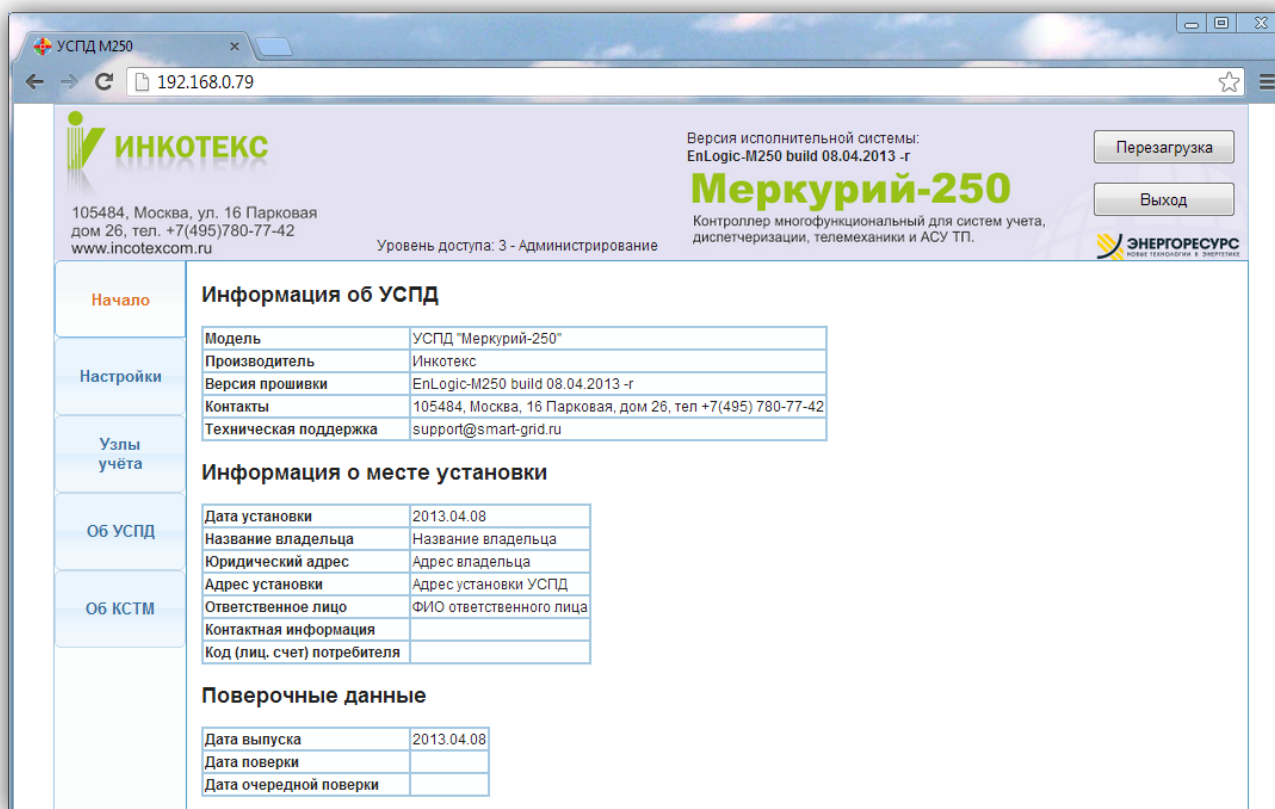 УСПД М250
192.168.0.79
ИНКОТЕКС
105484, Москва, ул. 16 Парковая
дом 26, тел. +7(495)780-77-42
www.incotexcom.ru
Уровень доступа: 3 - Администрирование
Версия исполнительной системы:
EnLogic-M250 build 08.04.2013 -r
Меркурий-250
Контроллер многофункциональный для систем учета,
диспетчеризации, телемеханики и АСУ ТП.
Перезагрузка
Выход
ЭНЕРГОРЕСУРС
НОВЫЕ ТЕХНОЛОГИИ В ЭНЕРГЕТИКЕ
Начало
Настройки
Узлы
учёта
Об УСПД
Об КСТМ
Информация об УСПД
Модель УСПД "Меркурий-250"
Производитель Инкотекс
Версия прошивки EnLogic-M250 build 08.04.2013 -r
Контакты 105484, Москва, 16 Парковая, дом 26, тел +7(495) 780-77-42
Техническая поддержка support@smart-grid.ru
Информация о месте установки
Дата установки 2013.04.08
Название владельца Название владельца
Юридический адрес Адрес владельца
Адрес установки Адрес установки УСПД
Ответственное лицо ФИО ответственного лица
Контактная информация
Код (лиц. счет) потребителя
Поверочные данные
Дата выпуска 2013.04.08
Дата поверки
Дата очередной поверки